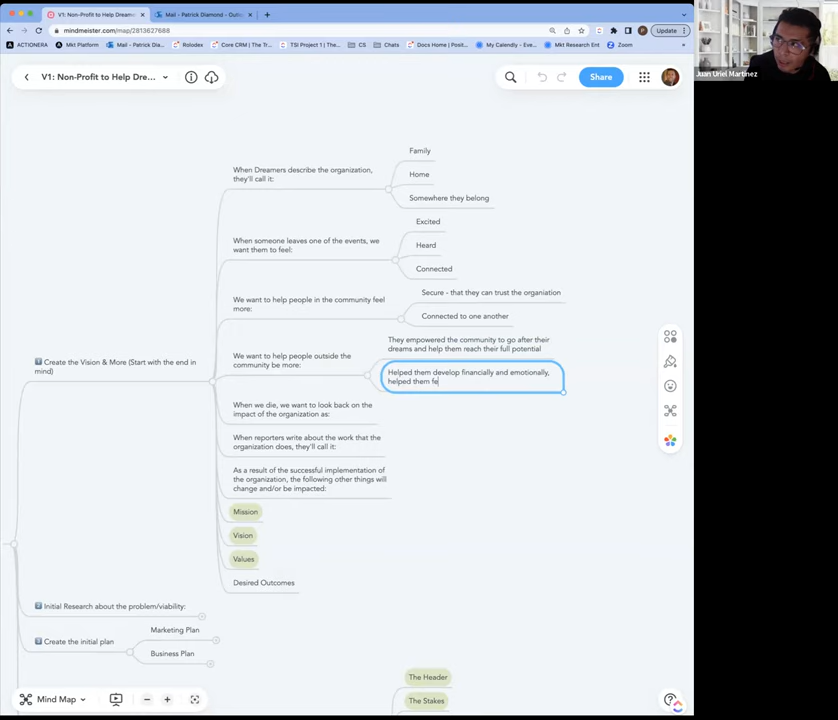 V1: Non-Profit to Help Dreame
Mail - Patrick Diamond - Outlo
mindmeister.com/map/2813627688
Update
ACTIONERA
Mkt Platform
Mail - Patrick Dia...
Rolodex
Core CRM | The Tr...
TSI Project 1 | The...
CS
Chats
Docs Home | Posit...
My Calendly - Eve...
Mkt Research Ent
Zoom
Juan Uriel Martinez
V1: Non-Profit to Help Dre...
Share
Family
When Dreamers describe the organization,
they'll call it:
Home
Somewhere they belong
Excited
When someone leaves one of the events, we
want them to feel:
Heard
Connected
Secure - that they can trust the organiation
We want to help people in the community feel
more:
Connected to one another
They empowered the community to go after their
dreams and help them reach their full potential
We want to help people outside the
community be more:
Helped them develop financially and emotionally,
helped them fe
1 Create the Vision & More (Start with the end in
mind)
When we die, we want to look back on the
impact of the organization as:
When reporters write about the work that the
organization does, they'll call it:
As a result of the successful implementation of
the organization, the following other things will
change and/or be impacted:
Mission
Vision
Values
Desired Outcomes
2 Initial Research about the problem/viability:
Marketing Plan
3 Create the initial plan
Business Plan
The Header
The Stakes
Mind Map